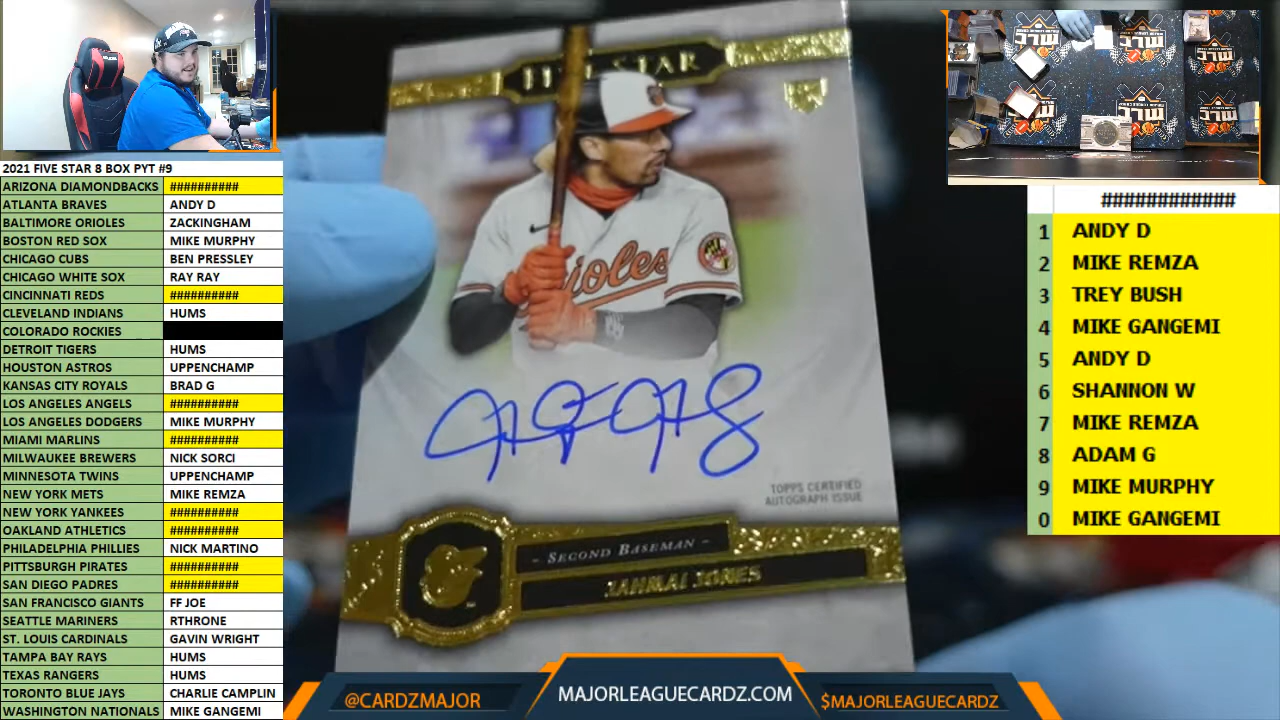 2021 FIVE STAR 8 BOX PYT #9
ARIZONA DIAMONDBACKS ##########
ATLANTA BRAVES ANDY D
BALTIMORE ORIOLES ZACKINGHAM
BOSTON RED SOX MIKE MURPHY
CHICAGO CUBS BEN PRESSLEY
CHICAGO WHITE SOX RAY RAY
CINCINNATI REDS ##########
CLEVELAND INDIANS HUMS
COLORADO ROCKIES
DETROIT TIGERS HUMS
HOUSTON ASTROS UPPENCHAMP
KANSAS CITY ROYALS BRAD G
LOS ANGELES ANGELS ##########
LOS ANGELES DODGERS MIKE MURPHY
MIAMI MARLINS ##########
MILWAUKEE BREWERS NICK SORCI
MINNESOTA TWINS UPPENCHAMP
NEW YORK METS MIKE REMZA
NEW YORK YANKEES ##########
OAKLAND ATHLETICS ##########
PHILADELPHIA PHILLIES NICK MARTINO
PITTSBURGH PIRATES ##########
SAN DIEGO PADRES ##########
SAN FRANCISCO GIANTS FF JOE
SEATTLE MARINERS RTHRONE
ST. LOUIS CARDINALS GAVIN WRIGHT
TAMPA BAY RAYS HUMS
TEXAS RANGERS HUMS
TORONTO BLUE JAYS CHARLIE CAMPLIN
WASHINGTON NATIONALS MIKE GANGEMI
STAR
Orioles
TOPPS CERTIFIED
AUTOGRAPH ISSUE
- SECOND BASEMAN -
JAHMAI JONES
@CARDZMAJOR
MAJORLEAGUECARDZ.COM
$MAJORLEAGUECARDZ
############
1 ANDY D
2 MIKE REMZA
3 TREY BUSH
4 MIKE GANGEMI
5 ANDY D
6 SHANNON W
7 MIKE REMZA
8 ADAM G
9 MIKE MURPHY
0 MIKE GANGEMI